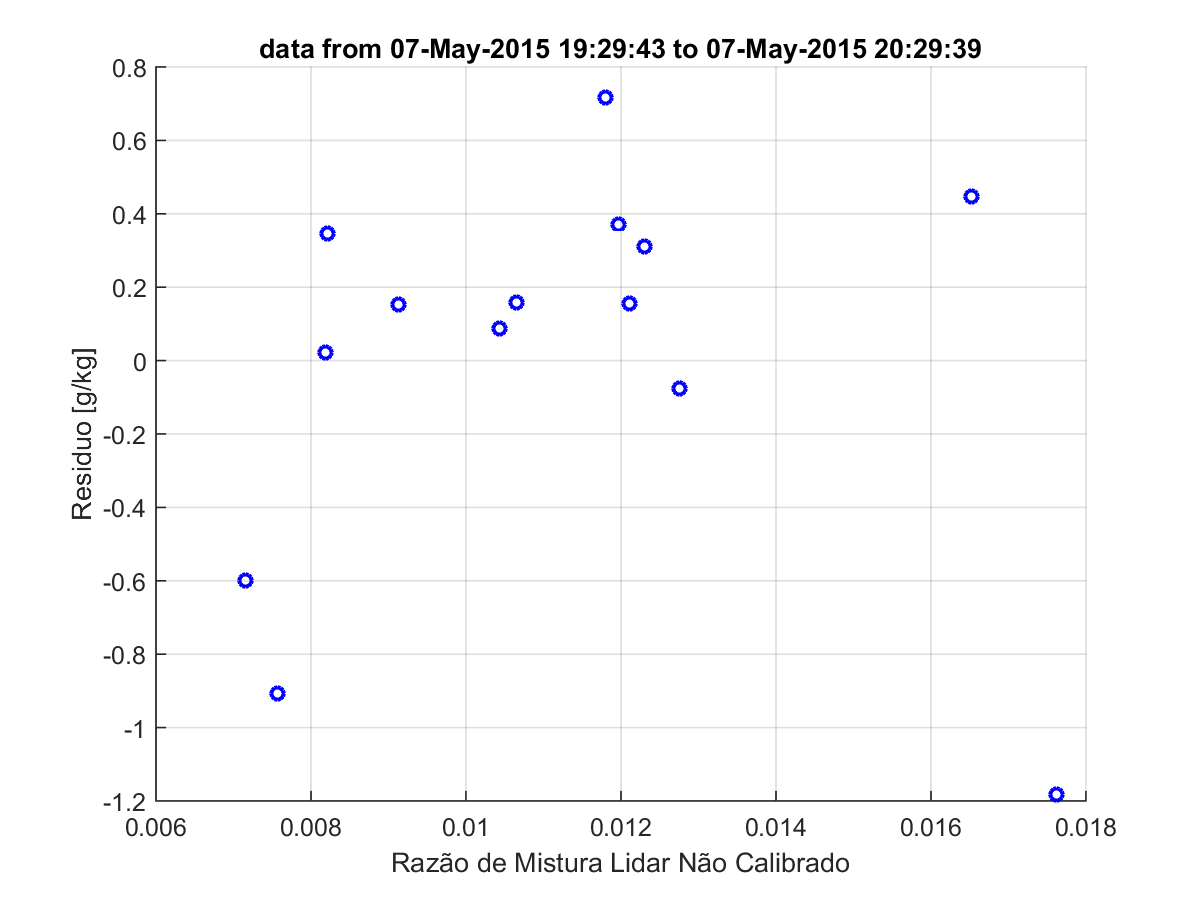 data from 07-May-2015 19:29:43 to 07-May-2015 20:29:39
0.8
0.6
0.4
0.2
0
-0.2
-0.4
-0.6
-0.8
-1
-1.2
Residuo [g/kg]
0.006 0.008 0.01 0.012 0.014 0.016 0.018
Razão de Mistura Lidar Não Calibrado